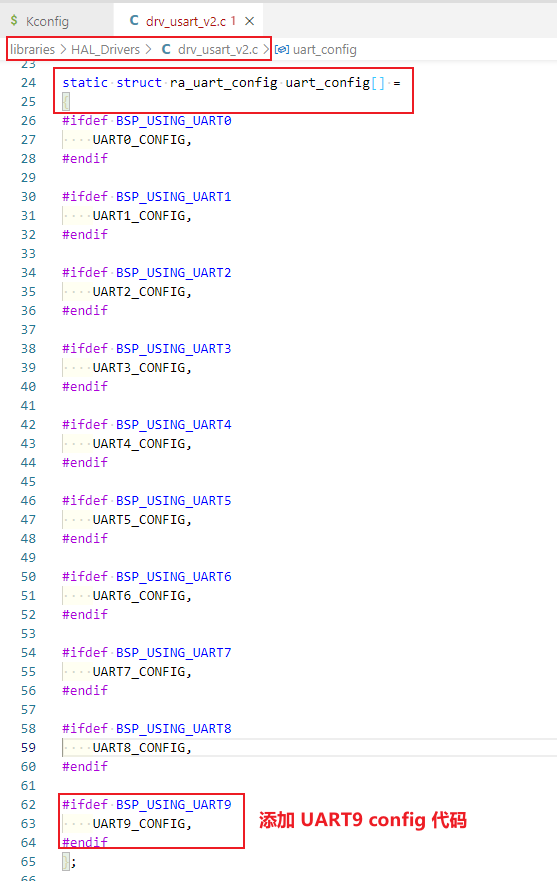 $ Kconfig
C drv_usart_v2.c 1 ×
libraries > HAL_Drivers > C drv_usart_v2.c > uart_config
23
24 static struct ra_uart_config uart_config[] =
25 {
26 #ifdef BSP_USING_UART0
27 ····UART0_CONFIG,
28 #endif
29
30 #ifdef BSP_USING_UART1
31 ····UART1_CONFIG,
32 #endif
33
34 #ifdef BSP_USING_UART2
35 ····UART2_CONFIG,
36 #endif
37
38 #ifdef BSP_USING_UART3
39 ····UART3_CONFIG,
40 #endif
41
42 #ifdef BSP_USING_UART4
43 ····UART4_CONFIG,
44 #endif
45
46 #ifdef BSP_USING_UART5
47 ····UART5_CONFIG,
48 #endif
49
50 #ifdef BSP_USING_UART6
51 ····UART6_CONFIG,
52 #endif
53
54 #ifdef BSP_USING_UART7
55 ····UART7_CONFIG,
56 #endif
57
58 #ifdef BSP_USING_UART8
59 ····UART8_CONFIG,
60 #endif
61
62 #ifdef BSP_USING_UART9
63 ····UART9_CONFIG,
添加 UART9 config 代码
64 #endif
65 };
66